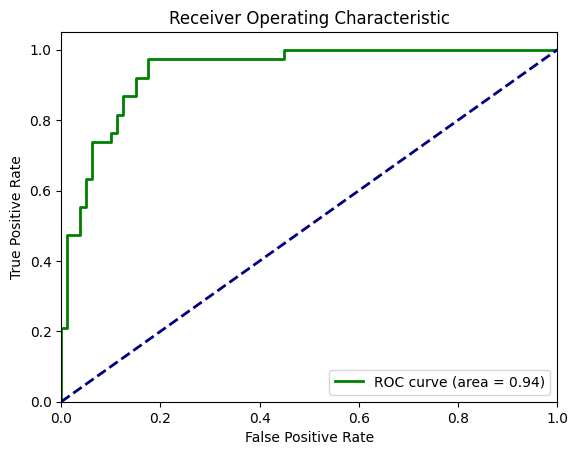 Receiver Operating Characteristic
1.0
0.8
0.6
0.4
0.2
0.0
True Positive Rate
ROC curve (area = 0.94)
0.0 0.2 0.4 0.6 0.8 1.0
False Positive Rate